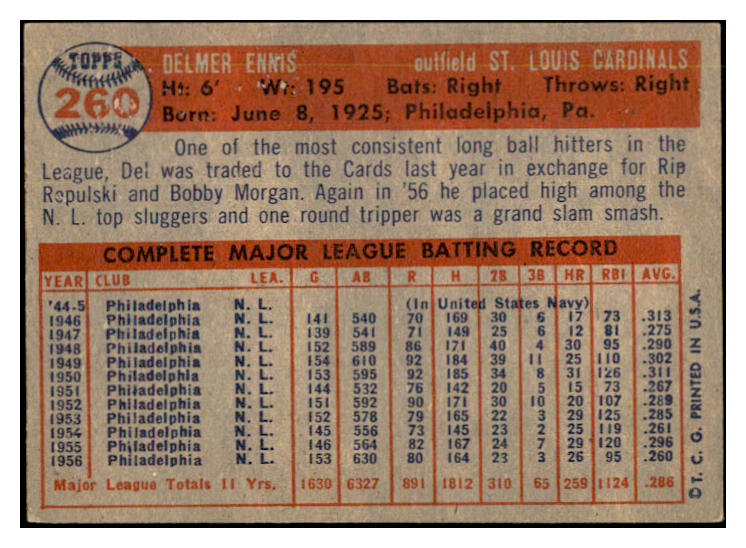 TOPPS
260
DELMER ENNIS outfield ST. LOUIS CARDINALS
Ht: 6' Wt: 195 Bats: Right Throws: Right
Born: June 8, 1925; Philadelphia, Pa.
One of the most consistent long ball hitters in the
League, Del was traded to the Cards last year in exchange for Rip
Repulski and Bobby Morgan. Again in '56 he placed high among the
N. L. top sluggers and one round tripper was a grand slam smash.
COMPLETE MAJOR LEAGUE BATTING RECORD
YEAR CLUB LEA. G AB R H 2B 3B HR RBI AVG.
'44-5 Philadelphia N. L. (In United States Navy)
1946 Philadelphia N. L. 141 540 70 169 30 6 17 73 .313
1947 Philadelphia N. L. 139 541 71 149 25 6 12 81 .275
1948 Philadelphia N. L. 152 589 86 171 40 4 30 95 .290
1949 Philadelphia N. L. 154 610 92 184 39 11 25 110 .302
1950 Philadelphia N. L. 153 595 92 185 34 8 31 126 .311
1951 Philadelphia N. L. 144 532 76 142 20 5 15 73 .267
1952 Philadelphia N. L. 151 592 90 171 30 10 20 107 .289
1953 Philadelphia N. L. 152 578 79 165 22 3 29 125 .285
1954 Philadelphia N. L. 145 556 73 145 23 2 25 119 .261
1955 Philadelphia N. L. 146 564 82 167 24 7 29 120 .296
1956 Philadelphia N. L. 153 630 80 164 23 3 26 95 .260
Major League Totals 11 Yrs. 1630 6327 891 1812 310 65 259 1124 .286
© T. C. G. PRINTED IN U.S.A.